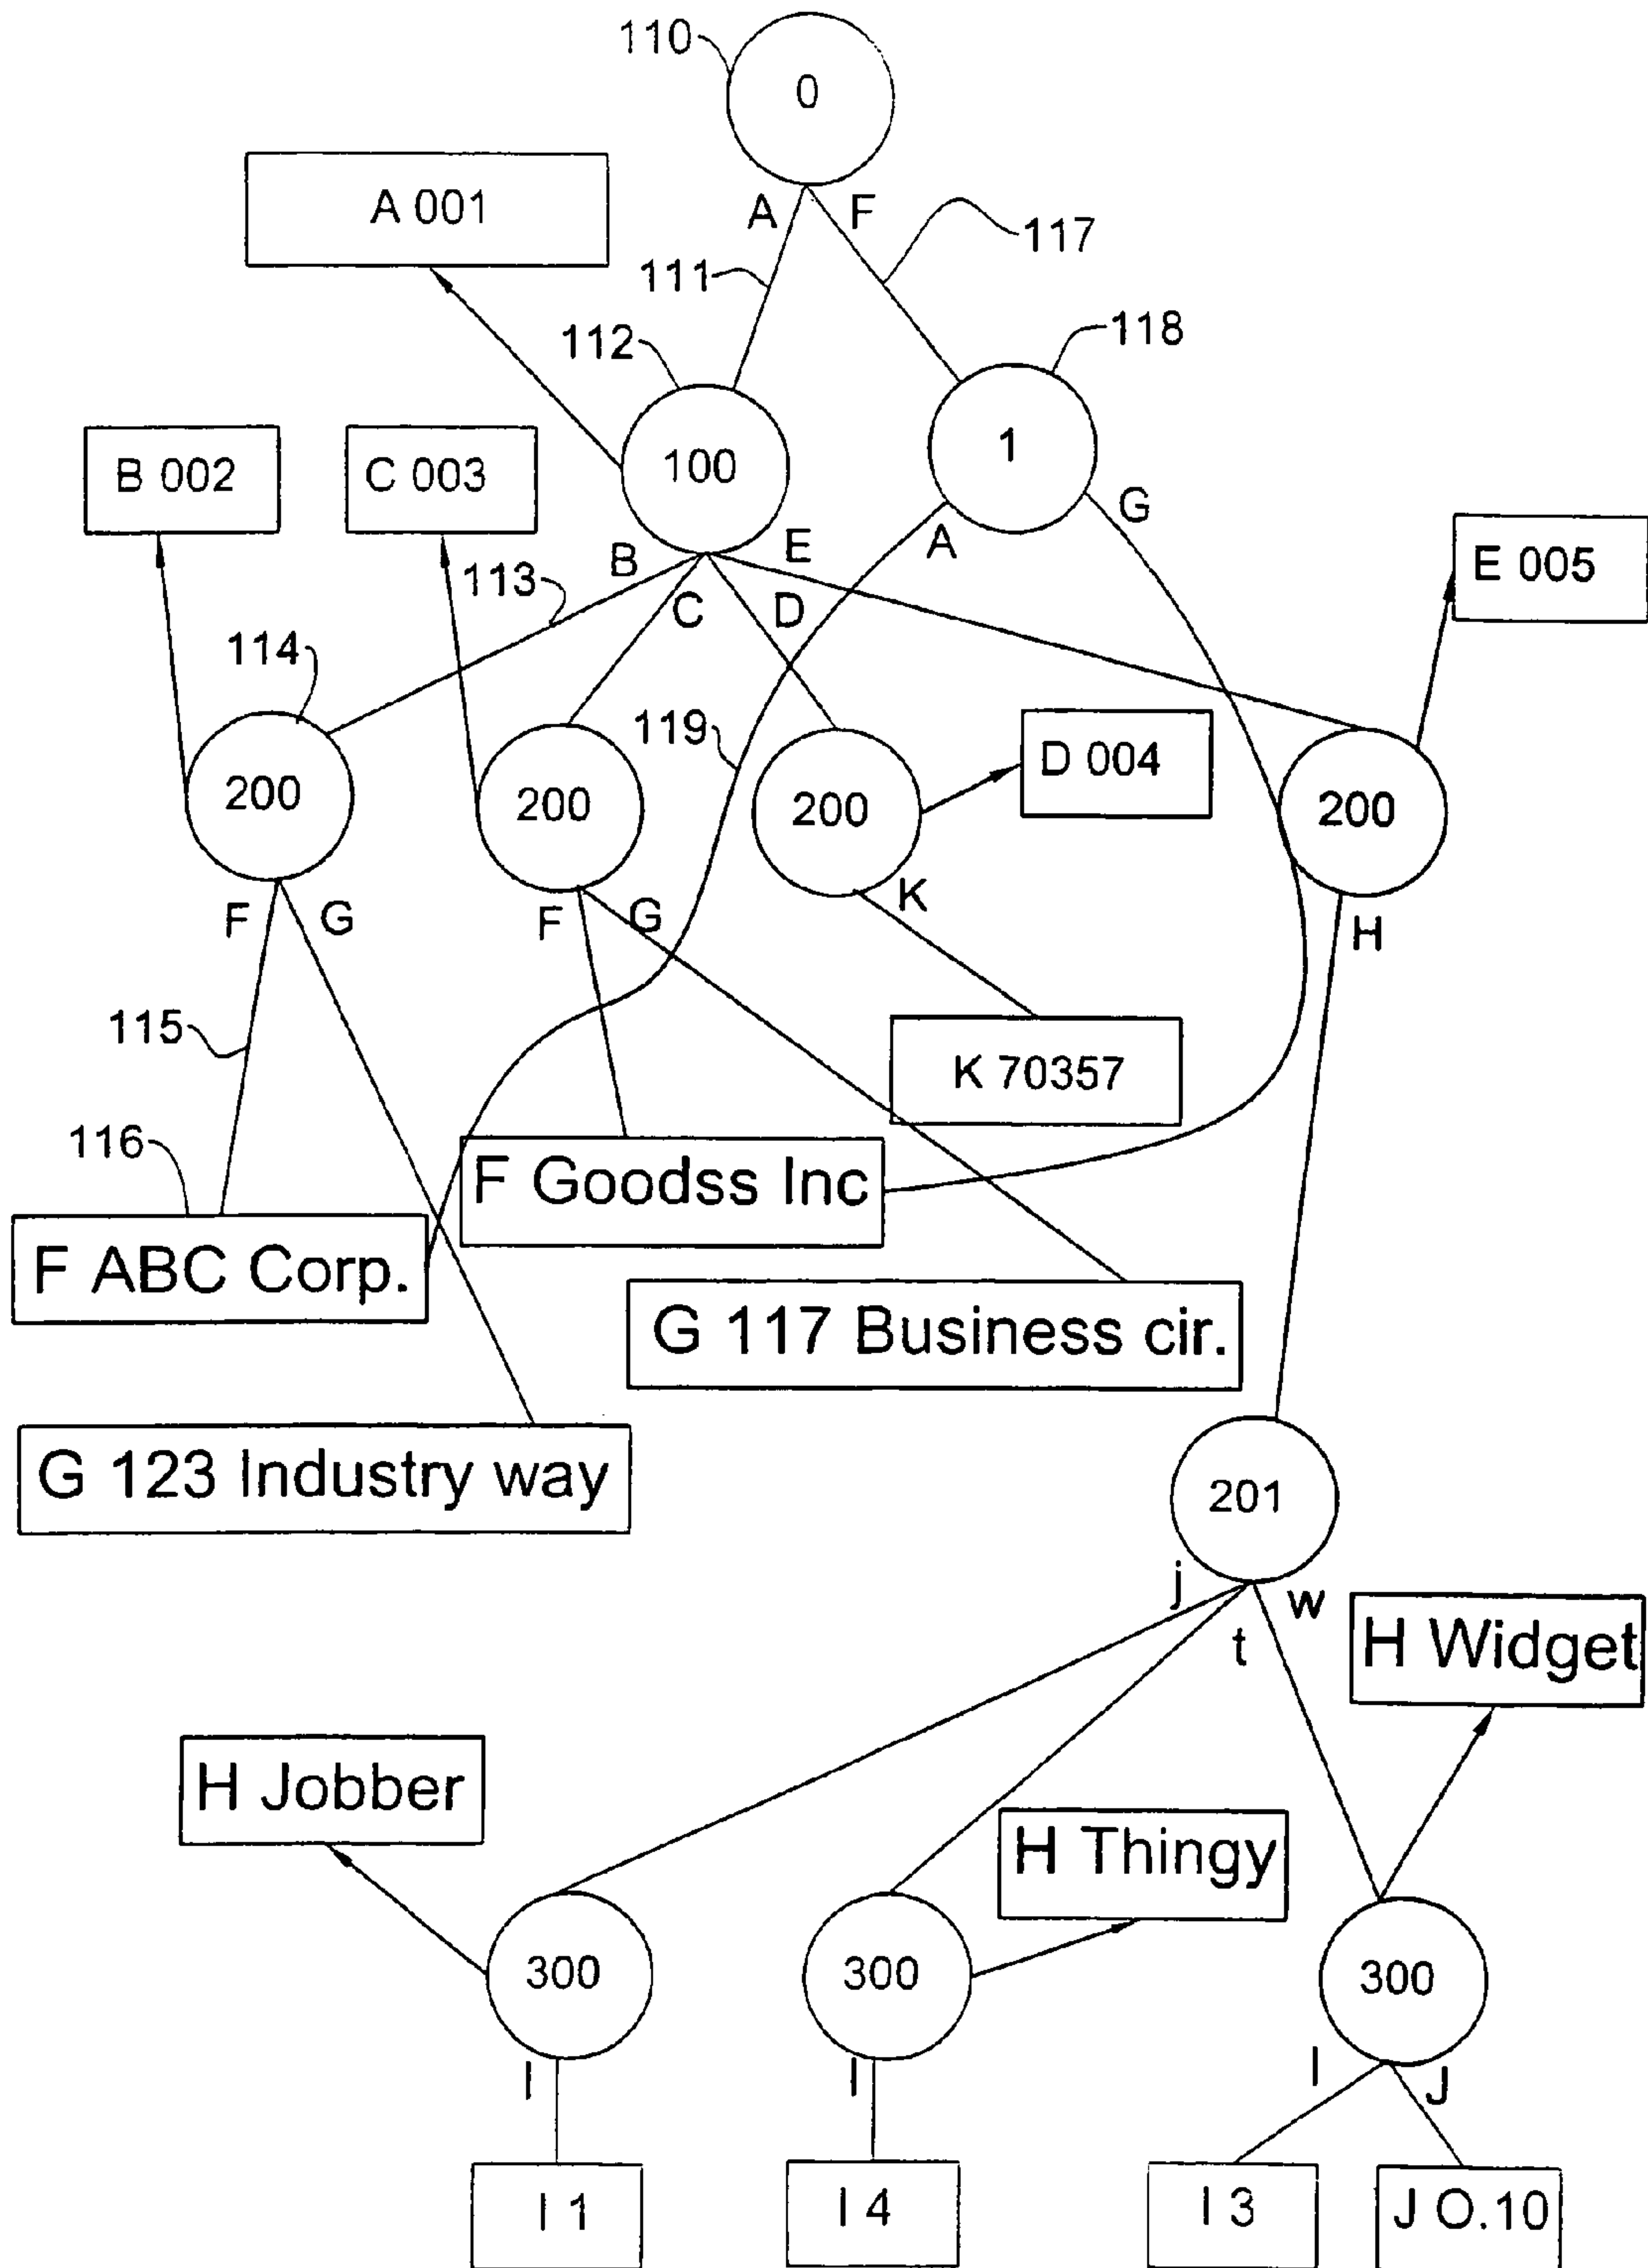 110
0
A 001
A
F
117
111
112
118
100
1
B 002
C 003
G
A
E
B
E 005
113
C
D
114
119
D 004
200
200
200
200
K
F
G
F
G
H
115
K 70357
116
F Goodss Inc
F ABC Corp.
G 117 Business cir.
G 123 Industry way
201
j
w
t
H Widget
H Jobber
H Thingy
300
300
300
I
I
I
J
I 1
I 4
I 3
J O.10